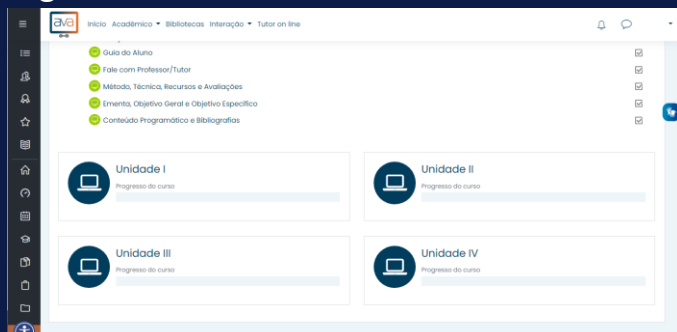 ava Início Acadêmico Bibliotecas Interação Tutor on line
Guia do Aluno
Fale com Professor/Tutor
Método, Técnica, Recursos e Avaliações
Ementa, Objetivo Geral e Objetivo Específico
Conteúdo Programático e Bibliografias
Unidade I
Progresso do curso
Unidade II
Progresso do curso
Unidade III
Progresso do curso
Unidade IV
Progresso do curso